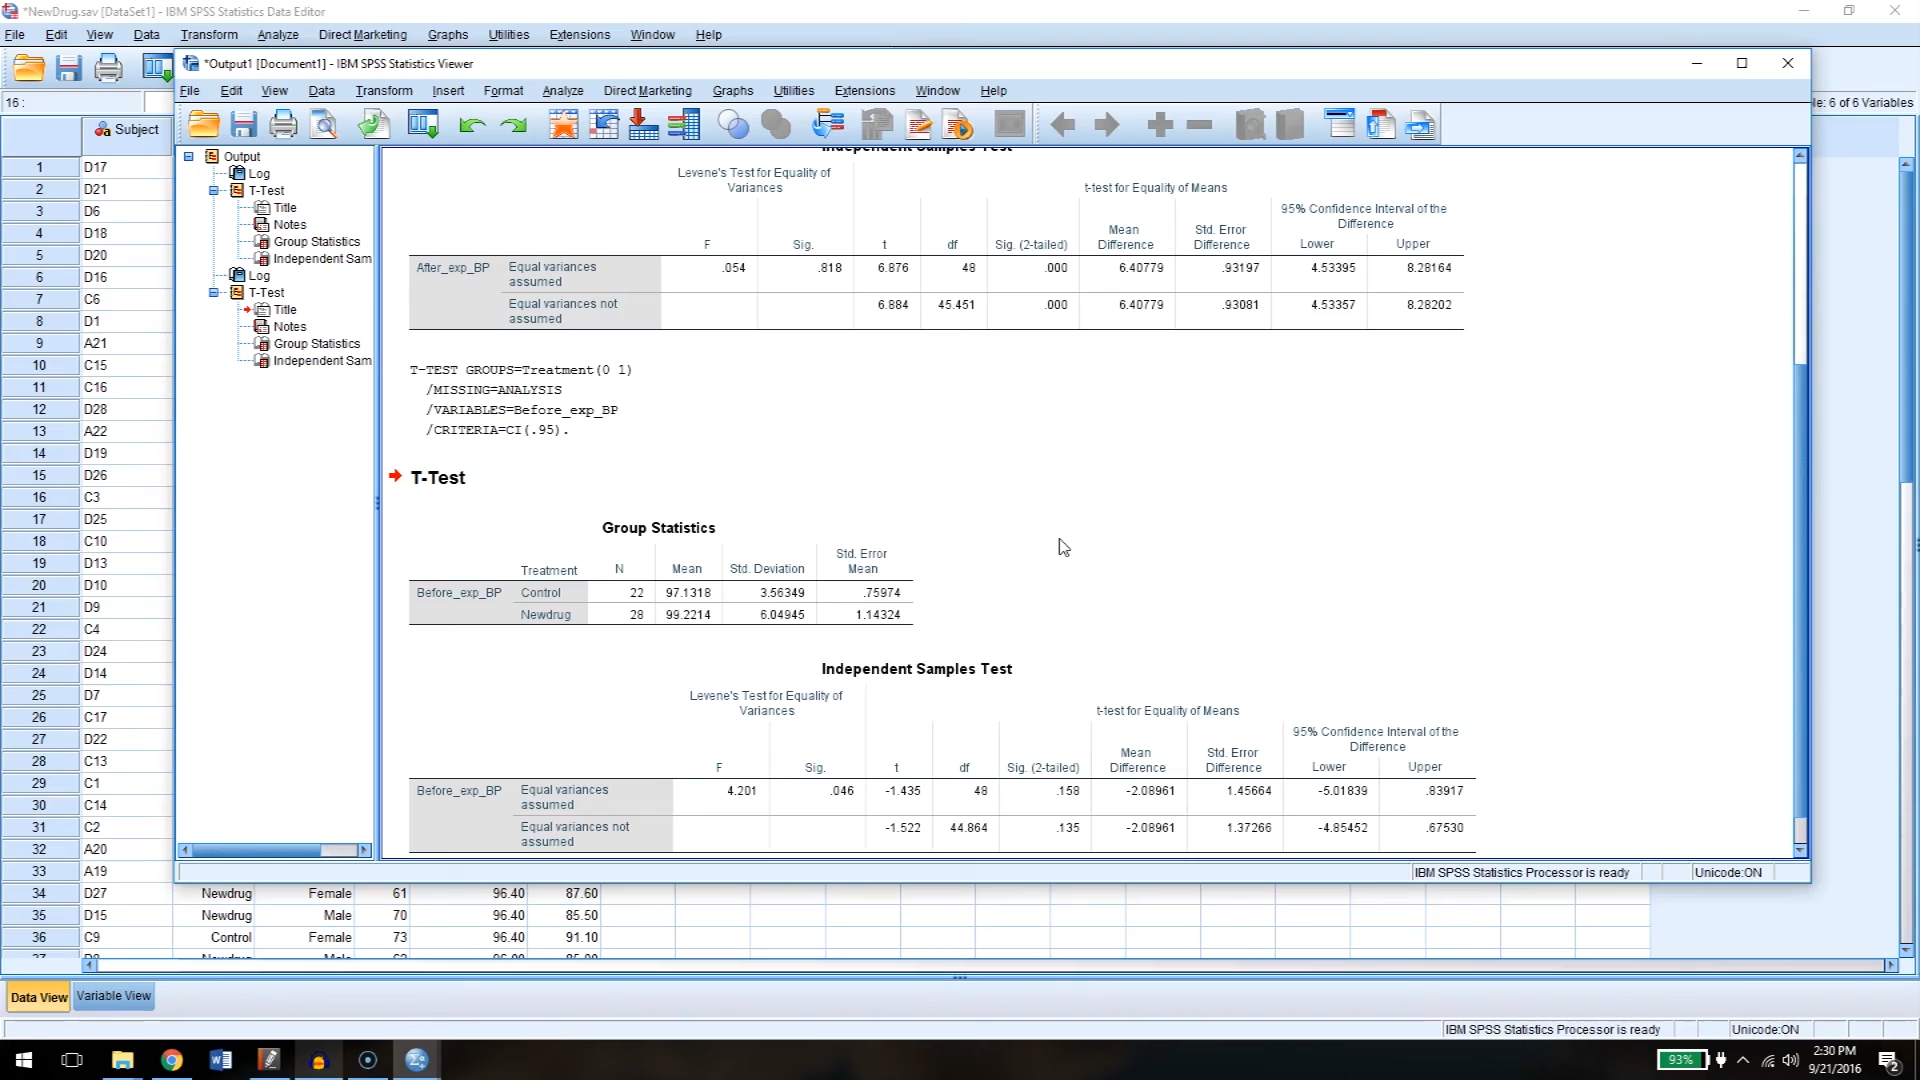 *NewDrug.sav [DataSet1] - IBM SPSS Statistics Data Editor
File Edit View Data Transform Analyze Direct Marketing Graphs Utilities Extensions Window Help
*Output1 [Document1] - IBM SPSS Statistics Viewer
File Edit View Data Transform Insert Format Analyze Direct Marketing Graphs Utilities Extensions Window Help
16 :
6 of 6 Variables
Subject
1 D17
2 D21
3 D6
4 D18
5 D20
6 D16
7 C6
8 D1
9 A21
10 C15
11 C16
12 D28
13 A22
14 D19
15 D26
16 C3
17 D25
18 C10
19 D13
20 D10
21 D9
22 C4
23 D24
24 D14
25 D7
26 C17
27 D22
28 C13
29 C1
30 C14
31 C2
32 A20
33 A19
34 D27 Newdrug Female 61 96.40 87.60
35 D15 Newdrug Male 70 96.40 85.50
36 C9 Control Female 73 96.40 91.10
Output
Log
T-Test
Title
Notes
Group Statistics
Independent Sam
Log
T-Test
Title
Notes
Group Statistics
Independent Sam
Independent Samples Test
Levene's Test for Equality of
Variances
t-test for Equality of Means
95% Confidence Interval of the
Difference
F Sig. t df Sig. (2-tailed) Mean Difference Std. Error Difference Lower Upper
After_exp_BP Equal variances assumed .054 .818 6.876 48 .000 6.40779 .93197 4.53395 8.28164
Equal variances not assumed 6.884 45.451 .000 6.40779 .93081 4.53357 8.28202
T-TEST GROUPS=Treatment(0 1)
/MISSING=ANALYSIS
/VARIABLES=Before_exp_BP
/CRITERIA=CI(.95).
T-Test
Group Statistics
Treatment N Mean Std. Deviation Std. Error Mean
Before_exp_BP Control 22 97.1318 3.56349 .75974
Newdrug 28 99.2214 6.04945 1.14324
Independent Samples Test
Levene's Test for Equality of
Variances
t-test for Equality of Means
95% Confidence Interval of the
Difference
F Sig. t df Sig. (2-tailed) Mean Difference Std. Error Difference Lower Upper
Before_exp_BP Equal variances assumed 4.201 .046 -1.435 48 .158 -2.08961 1.45664 -5.01839 .83917
Equal variances not assumed -1.522 44.864 .135 -2.08961 1.37266 -4.85452 .67530
IBM SPSS Statistics Processor is ready Unicode:ON
Data View Variable View
IBM SPSS Statistics Processor is ready Unicode:ON
93%
2:30 PM
9/21/2016
2